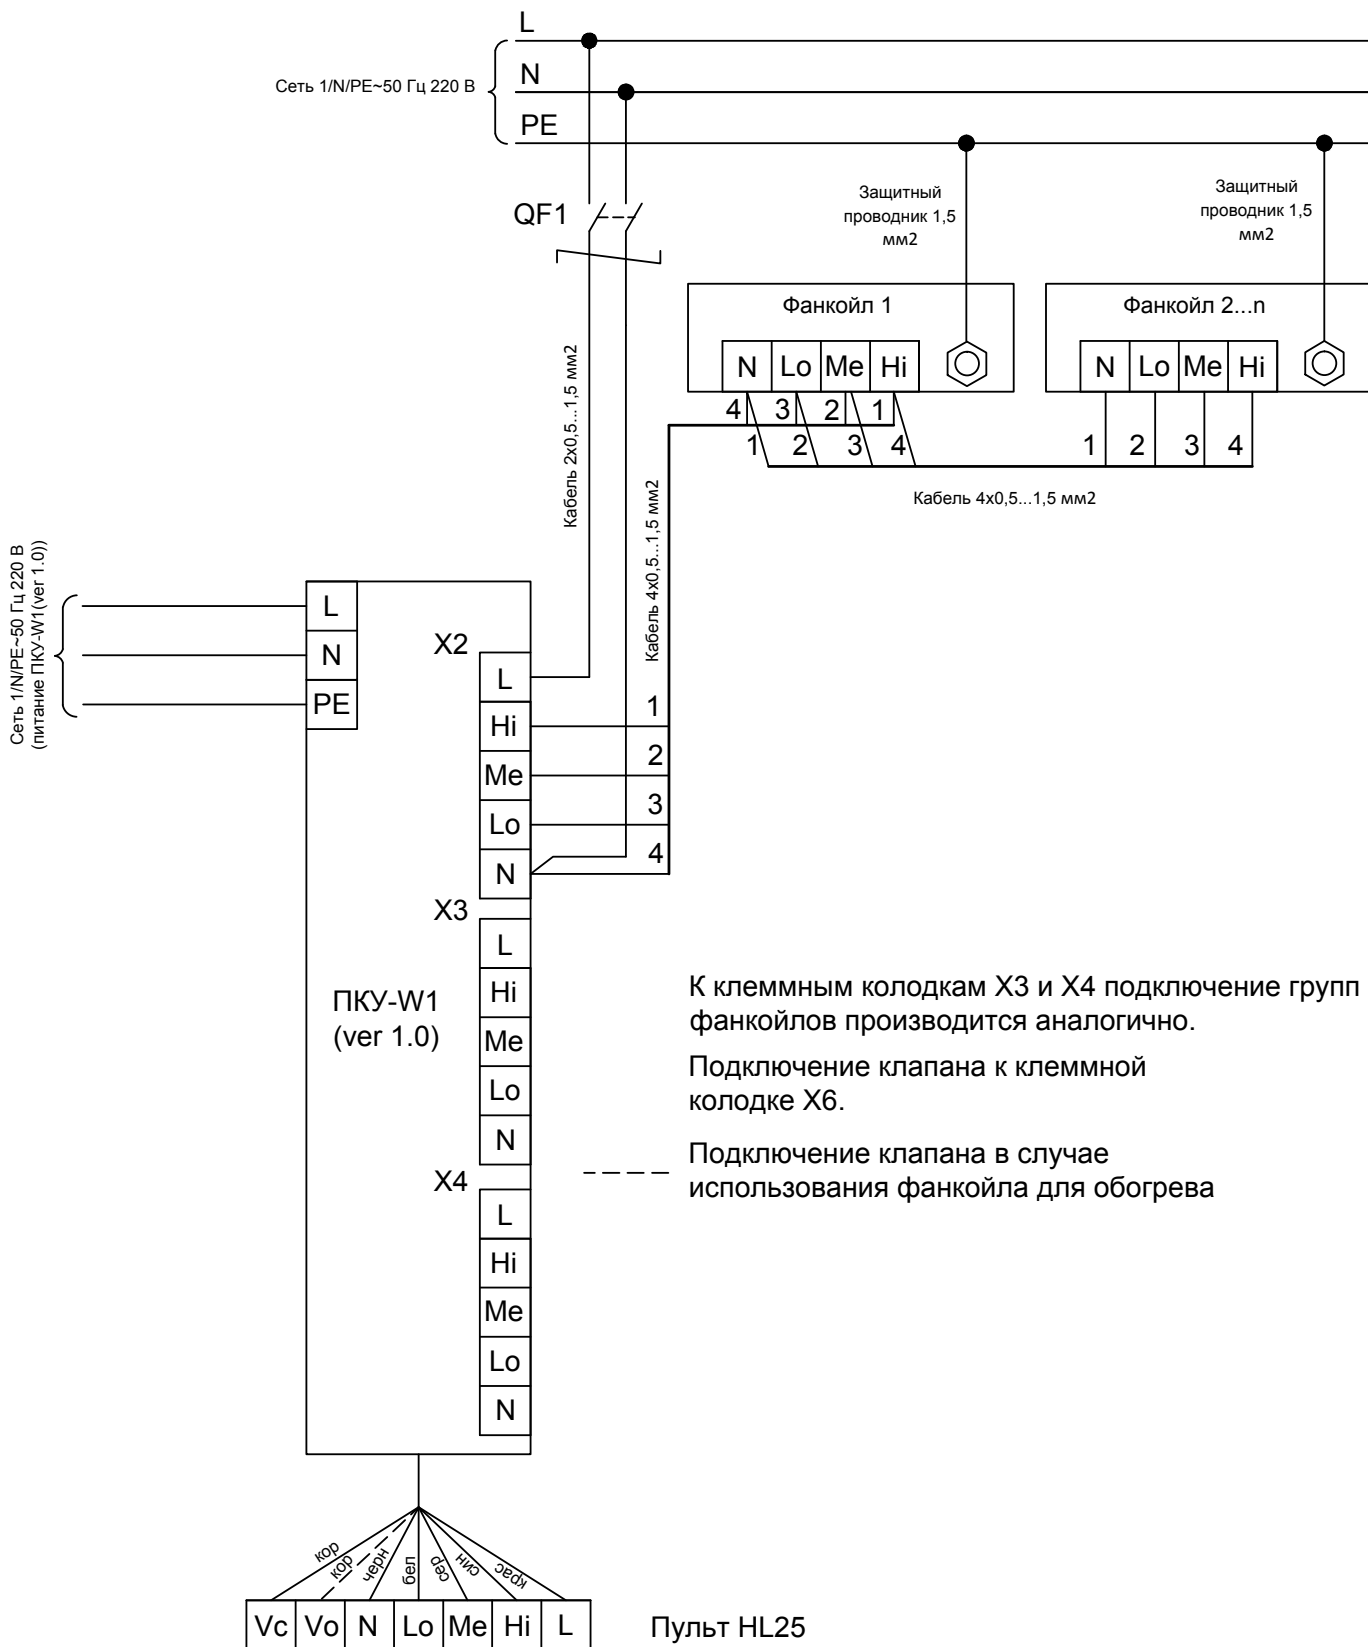 L
Сеть 1/N/PE~50 Гц 220 В
N
PE
QF1
Защитный
проводник 1,5
мм2
Защитный
проводник 1,5
мм2
Фанкойл 1
N Lo Me Hi
4 3 2 1
1 2 3 4
Фанкойл 2...n
N Lo Me Hi
1 2 3 4
Кабель 4х0,5...1,5 мм2
Кабель 2х0,5...1,5 мм2
Кабель 4х0,5...1,5 мм2
Сеть 1/N/PE~50 Гц 220 В
(питание ПКУ-W1(ver 1.0))
L
N
PE
X2
L
Hi
Me
Lo
N
1
2
3
4
X3
L
Hi
Me
Lo
N
ПКУ-W1
(ver 1.0)
X4
L
Hi
Me
Lo
N
К клеммным колодкам X3 и X4 подключение групп
фанкойлов производится аналогично.
Подключение клапана к клеммной
колодке X6.
Подключение клапана в случае
использования фанкойла для обогрева
кор кор черн бел сер син крас
Vc Vo N Lo Me Hi L
Пульт HL25